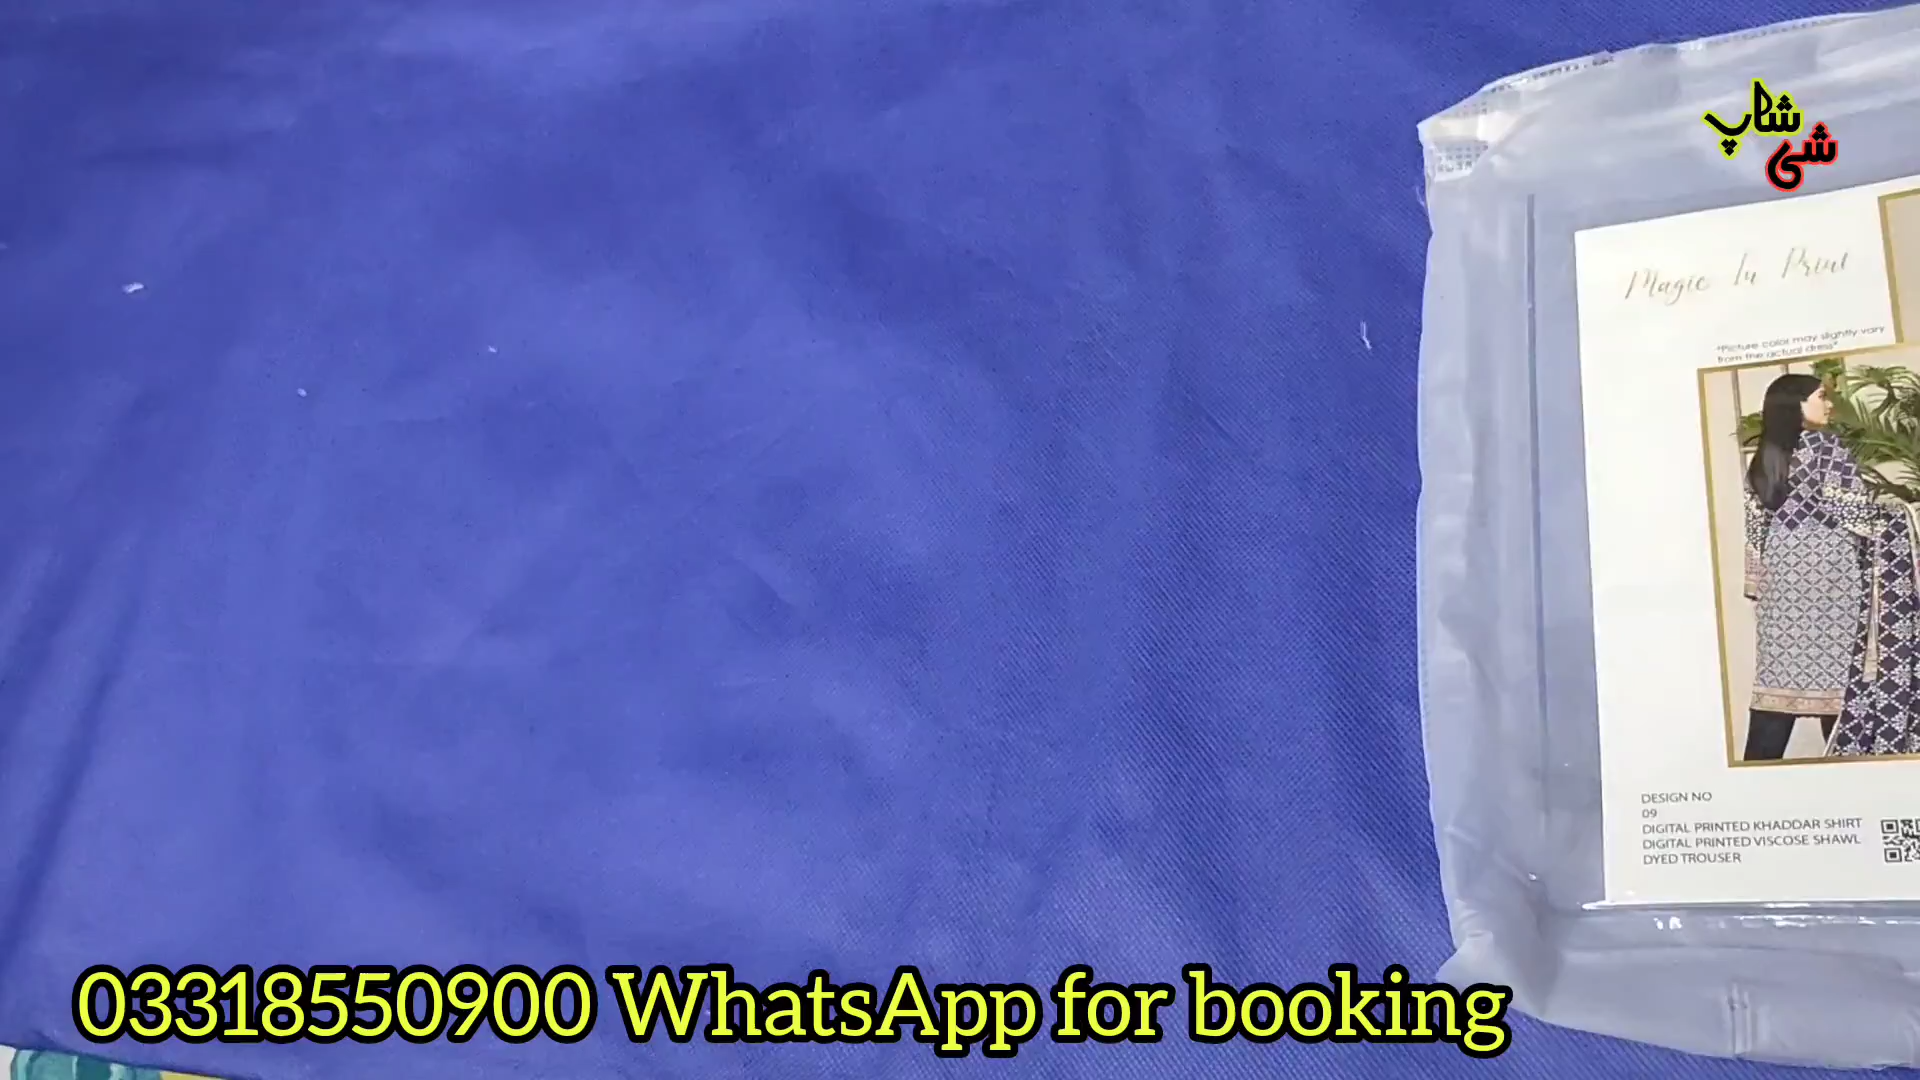 شاپ
شی
Magic In Print
*Picture color may slightly vary
from the actual dress*
DESIGN NO
09
DIGITAL PRINTED KHADDAR SHIRT
DIGITAL PRINTED VISCOSE SHAWL
DYED TROUSER
03318550900 WhatsApp for booking